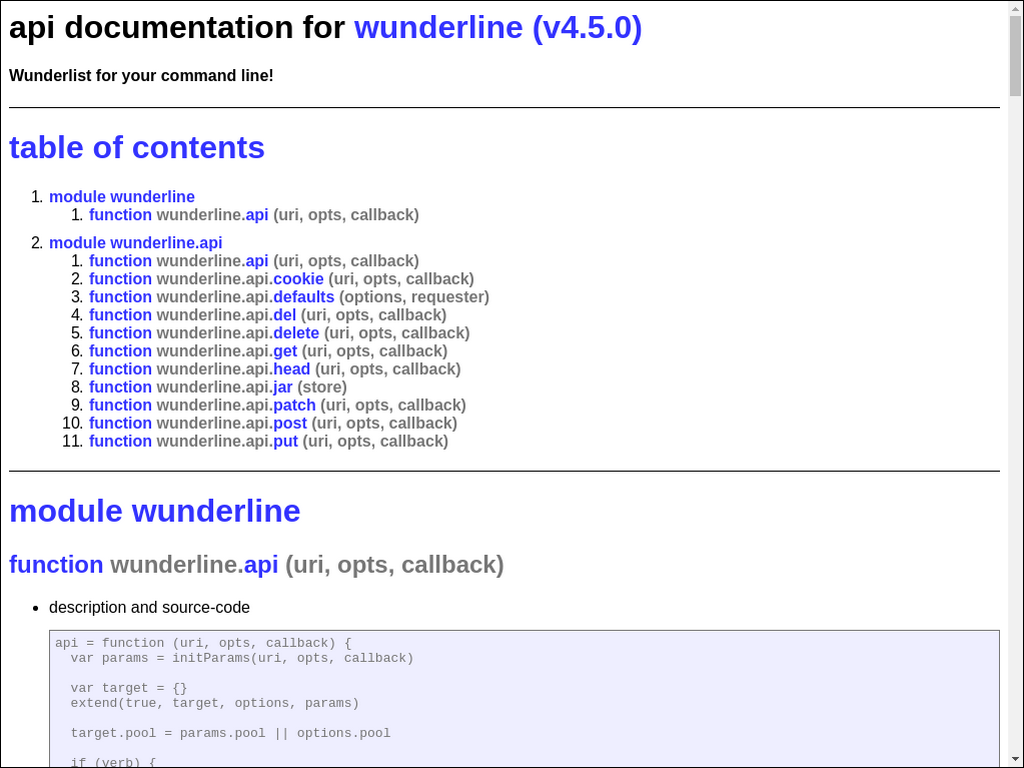 api documentation for wunderline (v4.5.0)
Wunderlist for your command line!
table of contents
1. module wunderline
1. function wunderline.api (uri, opts, callback)
2. module wunderline.api
1. function wunderline.api (uri, opts, callback)
2. function wunderline.api.cookie (uri, opts, callback)
3. function wunderline.api.defaults (options, requester)
4. function wunderline.api.del (uri, opts, callback)
5. function wunderline.api.delete (uri, opts, callback)
6. function wunderline.api.get (uri, opts, callback)
7. function wunderline.api.head (uri, opts, callback)
8. function wunderline.api.jar (store)
9. function wunderline.api.patch (uri, opts, callback)
10. function wunderline.api.post (uri, opts, callback)
11. function wunderline.api.put (uri, opts, callback)
module wunderline
function wunderline.api (uri, opts, callback)
• description and source-code
api = function (uri, opts, callback) {
var params = initParams(uri, opts, callback)
var target = {}
extend(true, target, options, params)
target.pool = params.pool || options.pool
if (verb) {